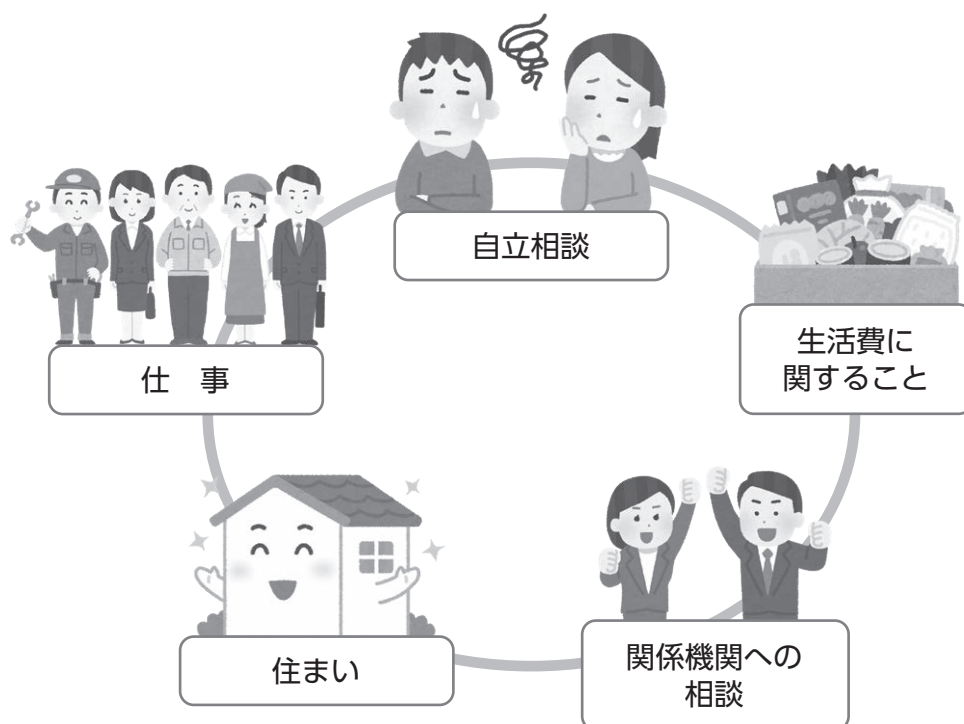 自立相談
生活費に
関すること
仕　事
住まい
関係機関への
相談